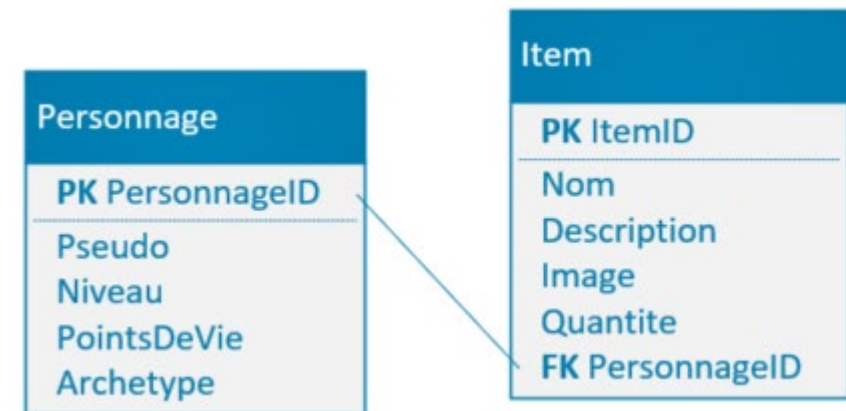 Personnage
PK PersonnageID
Pseudo
Niveau
PointsDeVie
Archetype
Item
PK ItemID
Nom
Description
Image
Quantite
FK PersonnageID